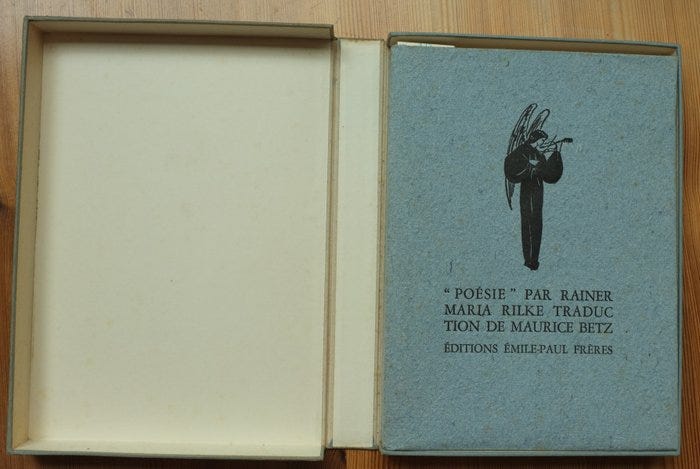 “ POÉSIE ” PAR RAINER
MARIA RILKE TRADUC
TION DE MAURICE BETZ
ÉDITIONS ÉMILE-PAUL FRÈRES